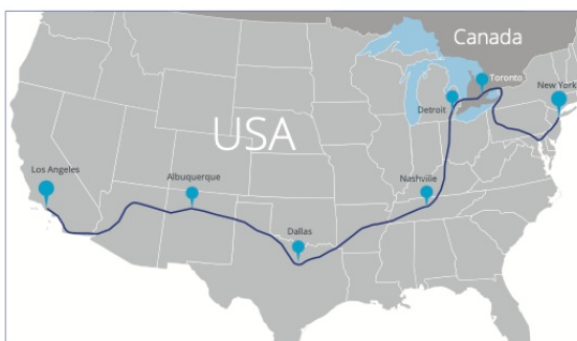 Canada
Toronto
New York
Detroit
USA
Los Angeles
Albuquerque
Nashville
Dallas